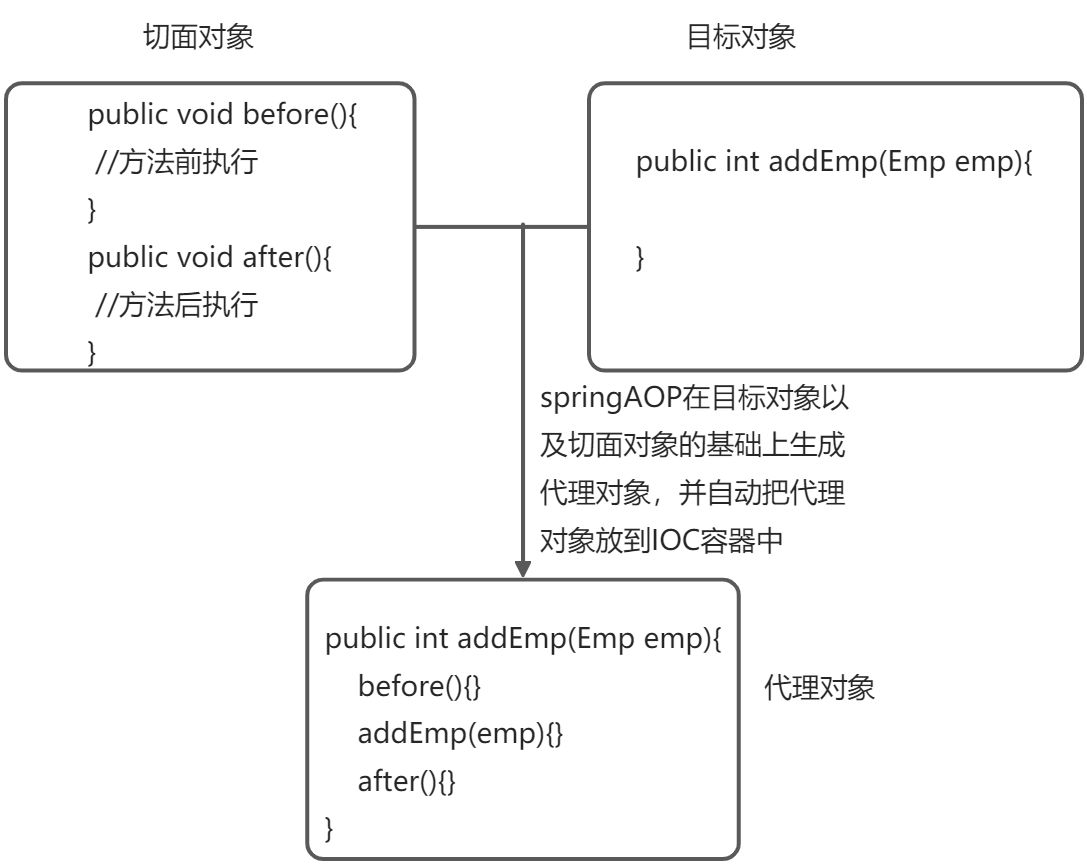 切面对象
目标对象
public void before(){
//方法前执行
}
public void after(){
//方法后执行
}
public int addEmp(Emp emp){
}
springAOP在目标对象以
及切面对象的基础上生成
代理对象，并自动把代理
对象放到IOC容器中
public int addEmp(Emp emp){
before(){}
addEmp(emp){}
after(){}
}
代理对象